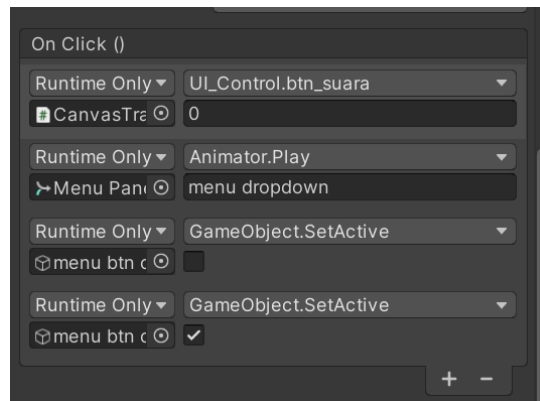 On Click ()
Runtime Only UI_Control.btn_suara
CanvasTra 0
Runtime Only Animator.Play
Menu Pan menu dropdown
Runtime Only GameObject.SetActive
menu btn
Runtime Only GameObject.SetActive
menu btn
+ −